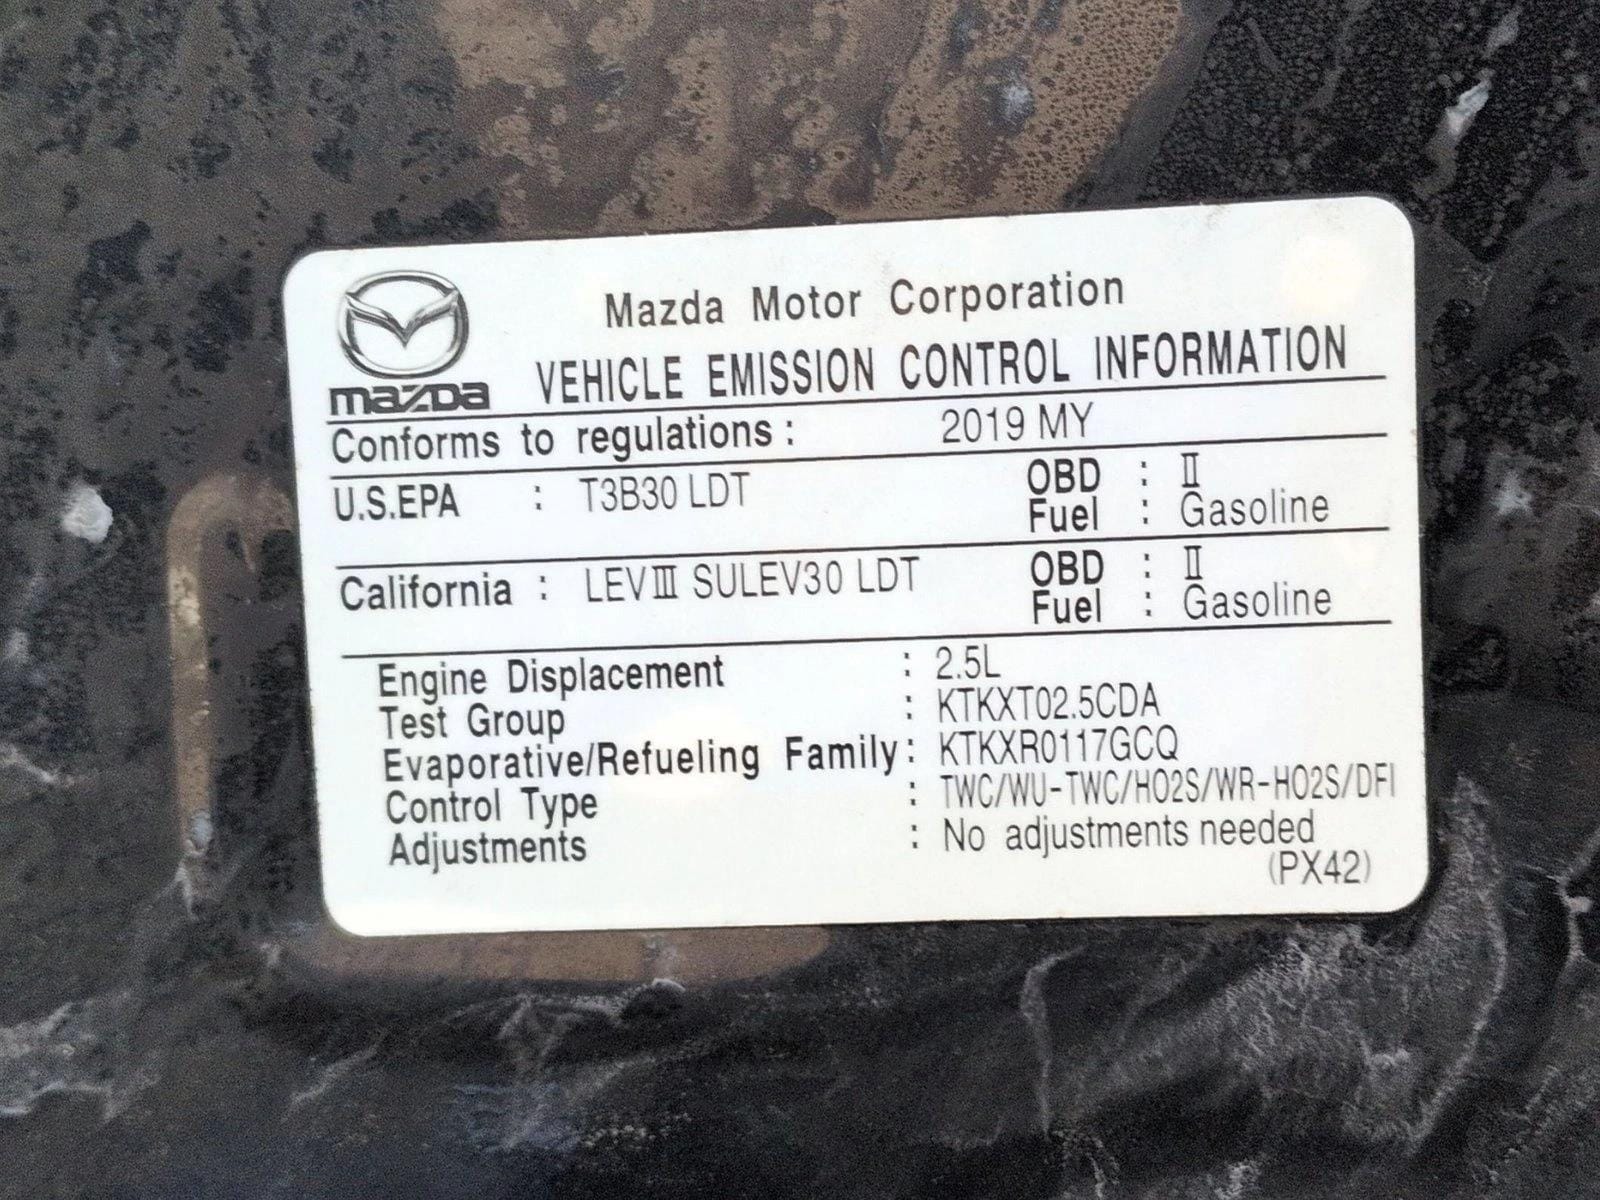 mazda
Mazda Motor Corporation
VEHICLE EMISSION CONTROL INFORMATION
Conforms to regulations : 2019 MY
U.S.EPA : T3B30 LDT OBD : II
Fuel : Gasoline
California : LEVIII SULEV30 LDT OBD : II
Fuel : Gasoline
Engine Displacement : 2.5L
Test Group : KTKXT02.5CDA
Evaporative/Refueling Family : KTKXR0117GCQ
Control Type : TWC/WU-TWC/HO2S/WR-HO2S/DFI
Adjustments : No adjustments needed
(PX42)